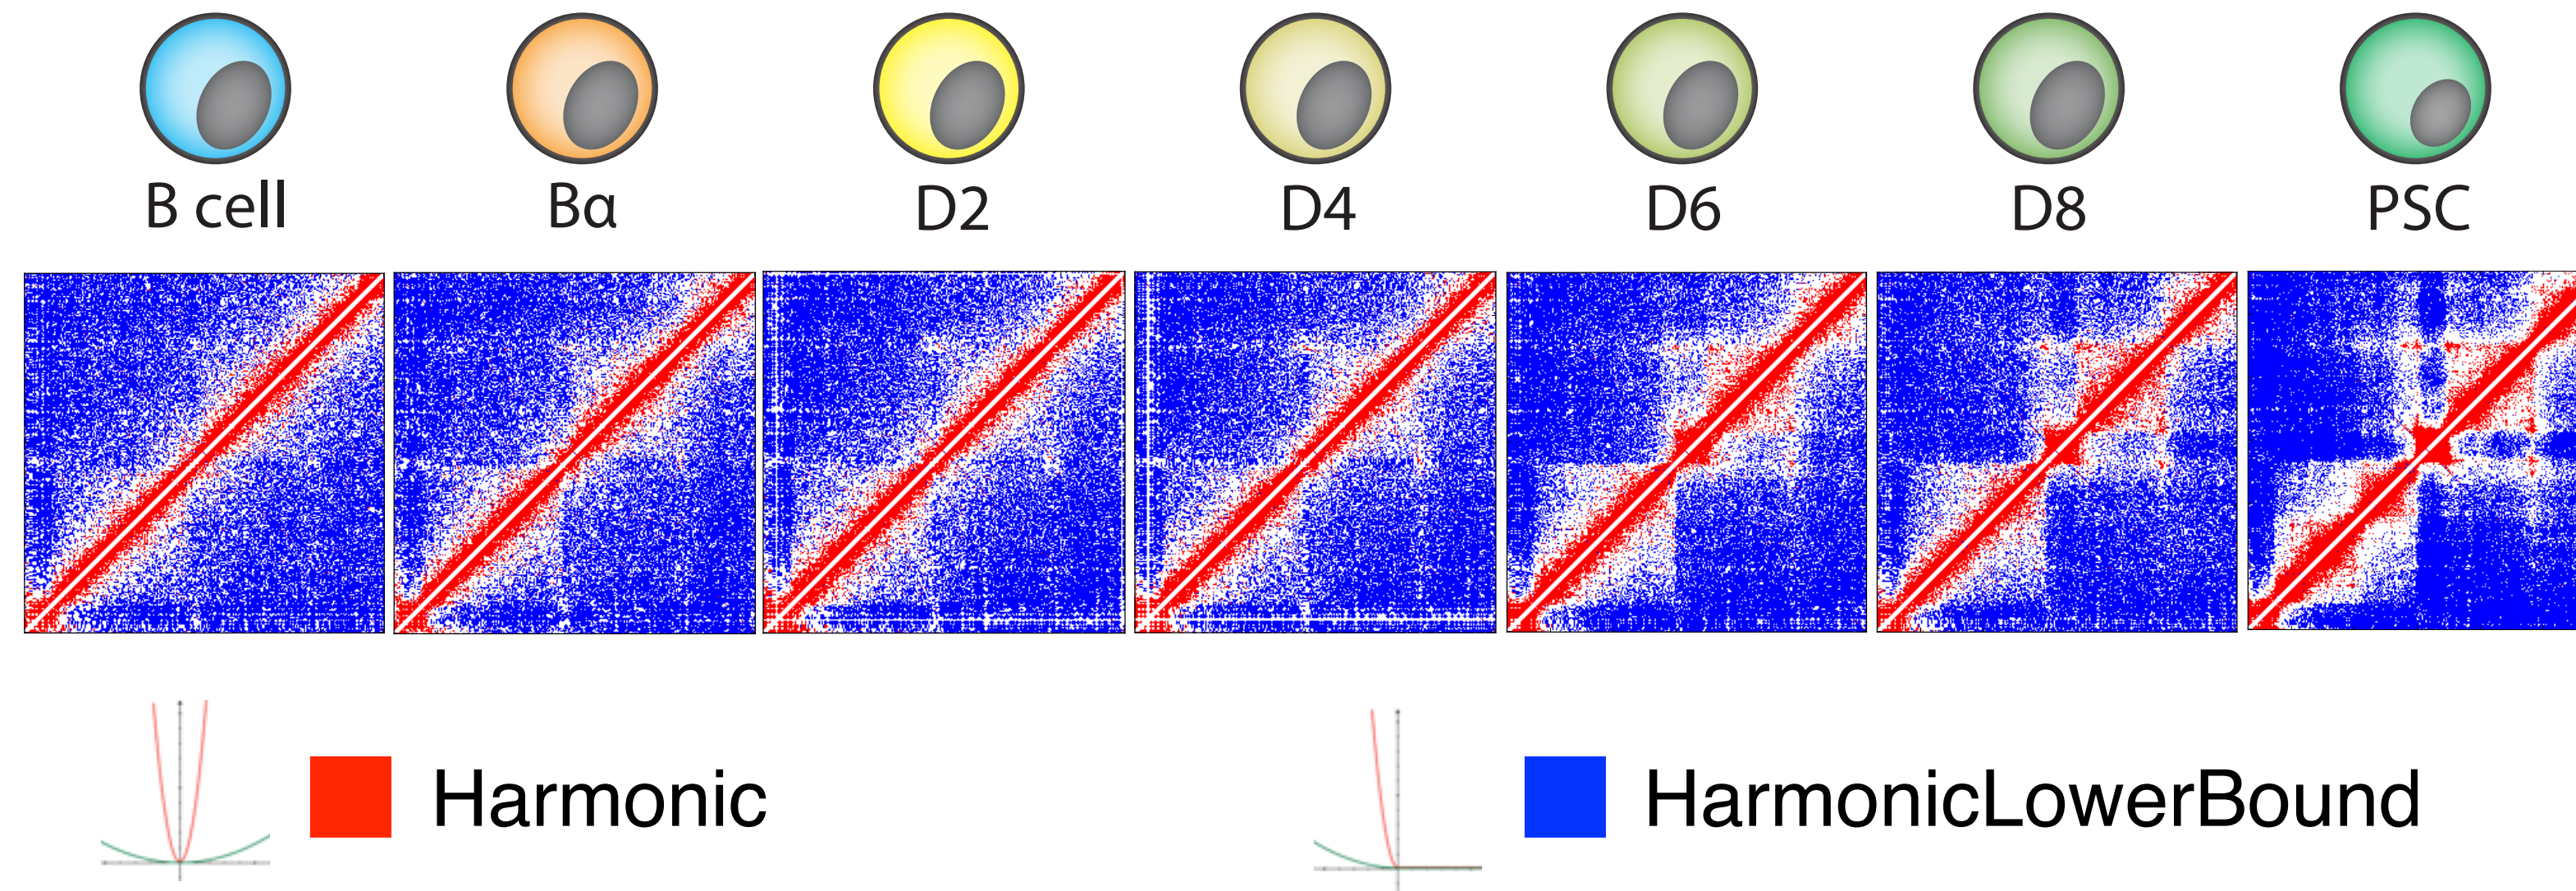 B cell
Bα
D2
D4
D6
D8
PSC
Harmonic
HarmonicLowerBound